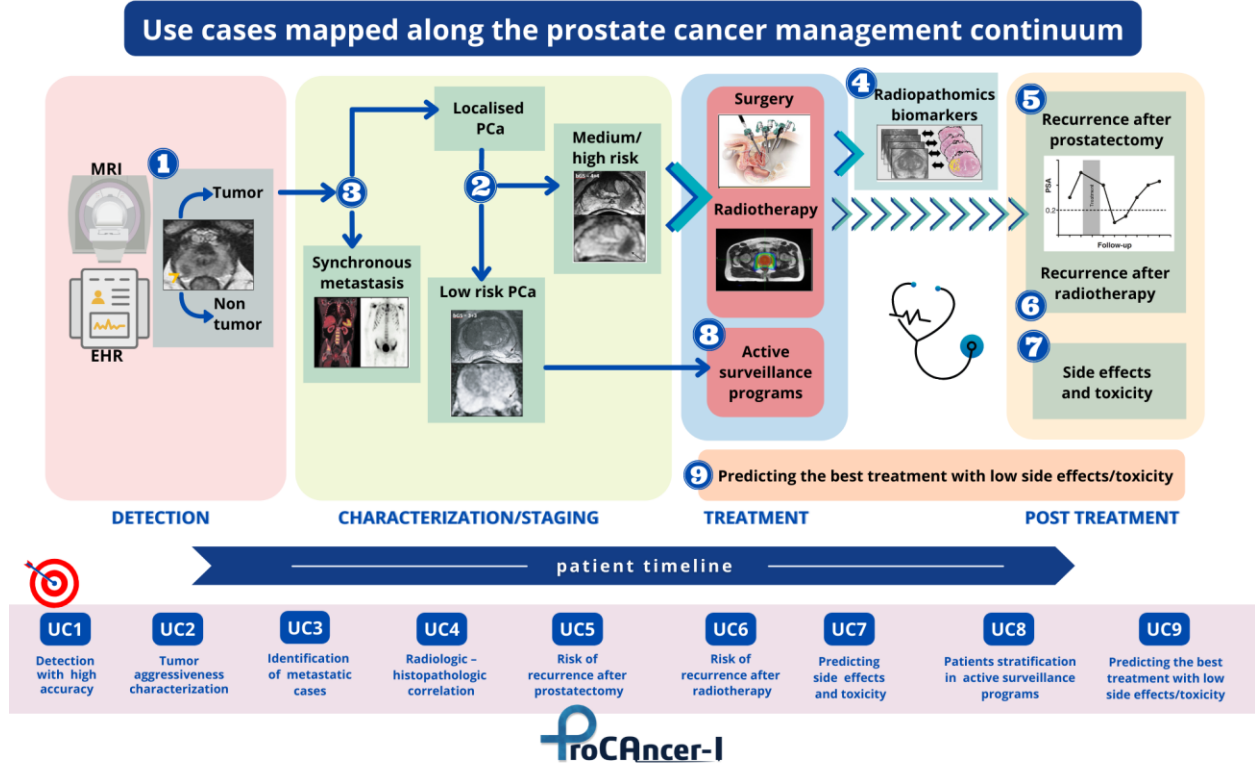 Use cases mapped along the prostate cancer management continuum
MRI
EHR
1
Tumor
Non
tumor
3
Localised
PCa
2
Medium/
high risk
Synchronous
metastasis
Low risk PCa
Surgery
Radiotherapy
8
Active
surveillance
programs
4
Radiopathomics
biomarkers
5
Recurrence after
prostatectomy
PSA
0.2
Treatment
Follow-up
Recurrence after
radiotherapy
6
7
Side effects
and toxicity
9
Predicting the best treatment with low side effects/toxicity
DETECTION
CHARACTERIZATION/STAGING
TREATMENT
POST TREATMENT
patient timeline
UC1
Detection
with high
accuracy
UC2
Tumor
aggressiveness
characterization
UC3
Identification
of metastatic
cases
UC4
Radiologic –
histopathologic
correlation
UC5
Risk of
recurrence after
prostatectomy
UC6
Risk of
recurrence after
radiotherapy
UC7
Predicting
side effects
and toxicity
UC8
Patients stratification
in active surveillance
programs
UC9
Predicting the best
treatment with low
side effects/toxicity
ProCAncer-I